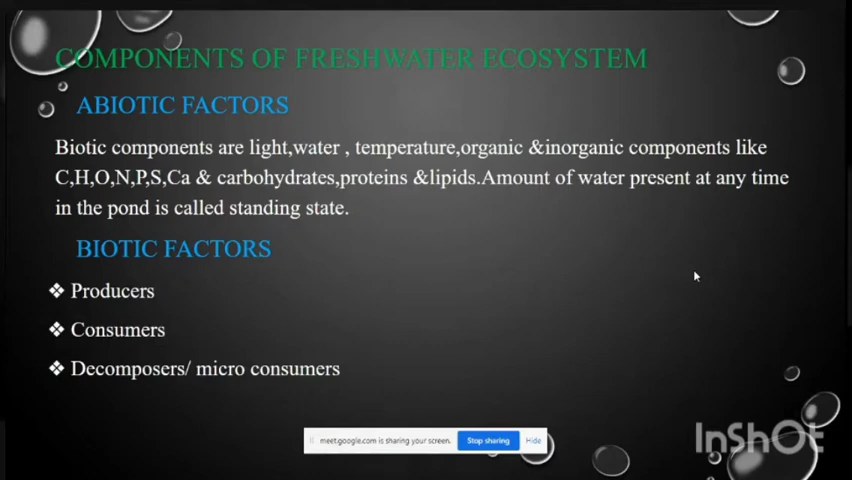 COMPONENTS OF FRESHWATER ECOSYSTEM
ABIOTIC FACTORS
Biotic components are light,water , temperature,organic &inorganic components like
C,H,O,N,P,S,Ca & carbohydrates,proteins &lipids.Amount of water present at any time
in the pond is called standing state.
BIOTIC FACTORS
❖ Producers
❖ Consumers
❖ Decomposers/ micro consumers
meet.google.com is sharing your screen. Stop sharing Hide
InShOt